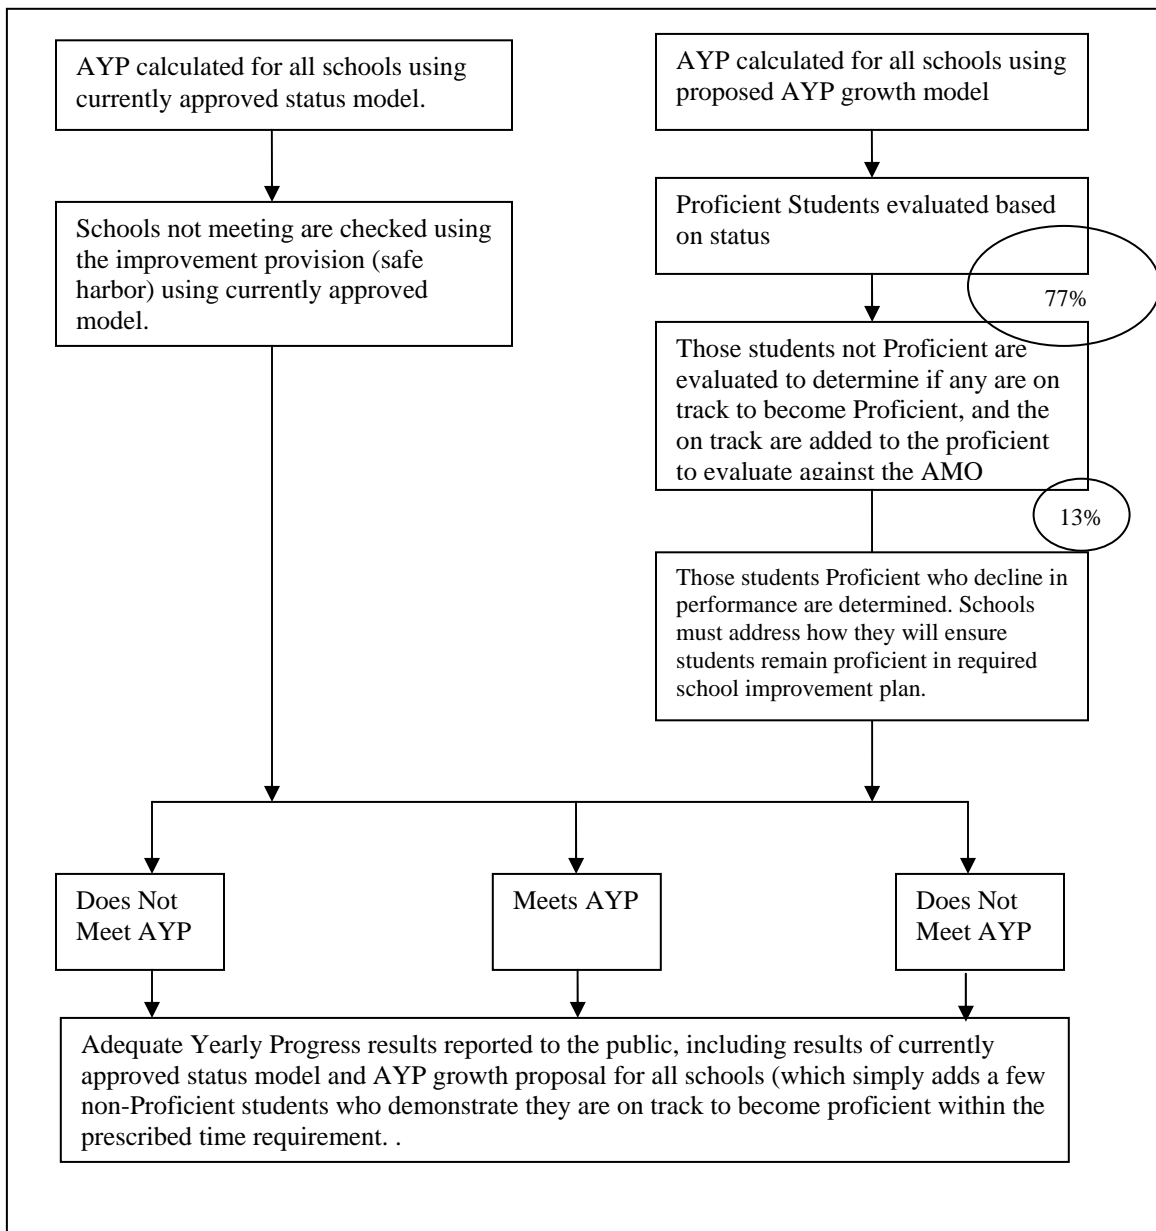 AYP calculated for all schools using
currently approved status model.
AYP calculated for all schools using
proposed AYP growth model
Schools not meeting are checked using
the improvement provision (safe
harbor) using currently approved
model.
Proficient Students evaluated based
on status
77%
Those students not Proficient are
evaluated to determine if any are on
track to become Proficient, and the
on track are added to the proficient
to evaluate against the AMO
13%
Those students Proficient who decline in
performance are determined. Schools
must address how they will ensure
students remain proficient in required
school improvement plan.
Does Not
Meet AYP
Meets AYP
Does Not
Meet AYP
Adequate Yearly Progress results reported to the public, including results of currently
approved status model and AYP growth proposal for all schools (which simply adds a few
non-Proficient students who demonstrate they are on track to become proficient within the
prescribed time requirement. .